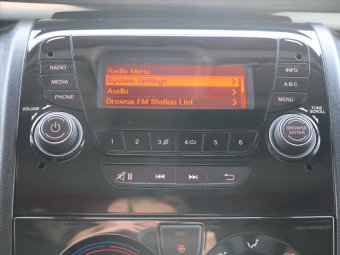 RADIO
MEDIA
PHONE
Radio Menu
System Settings
Audio
Browse FM Station List
INFO
A-B-C
MENU
VOLUME
TUNE
SCROLL
BROWSE
ENTER
1 2 3 4 5 6